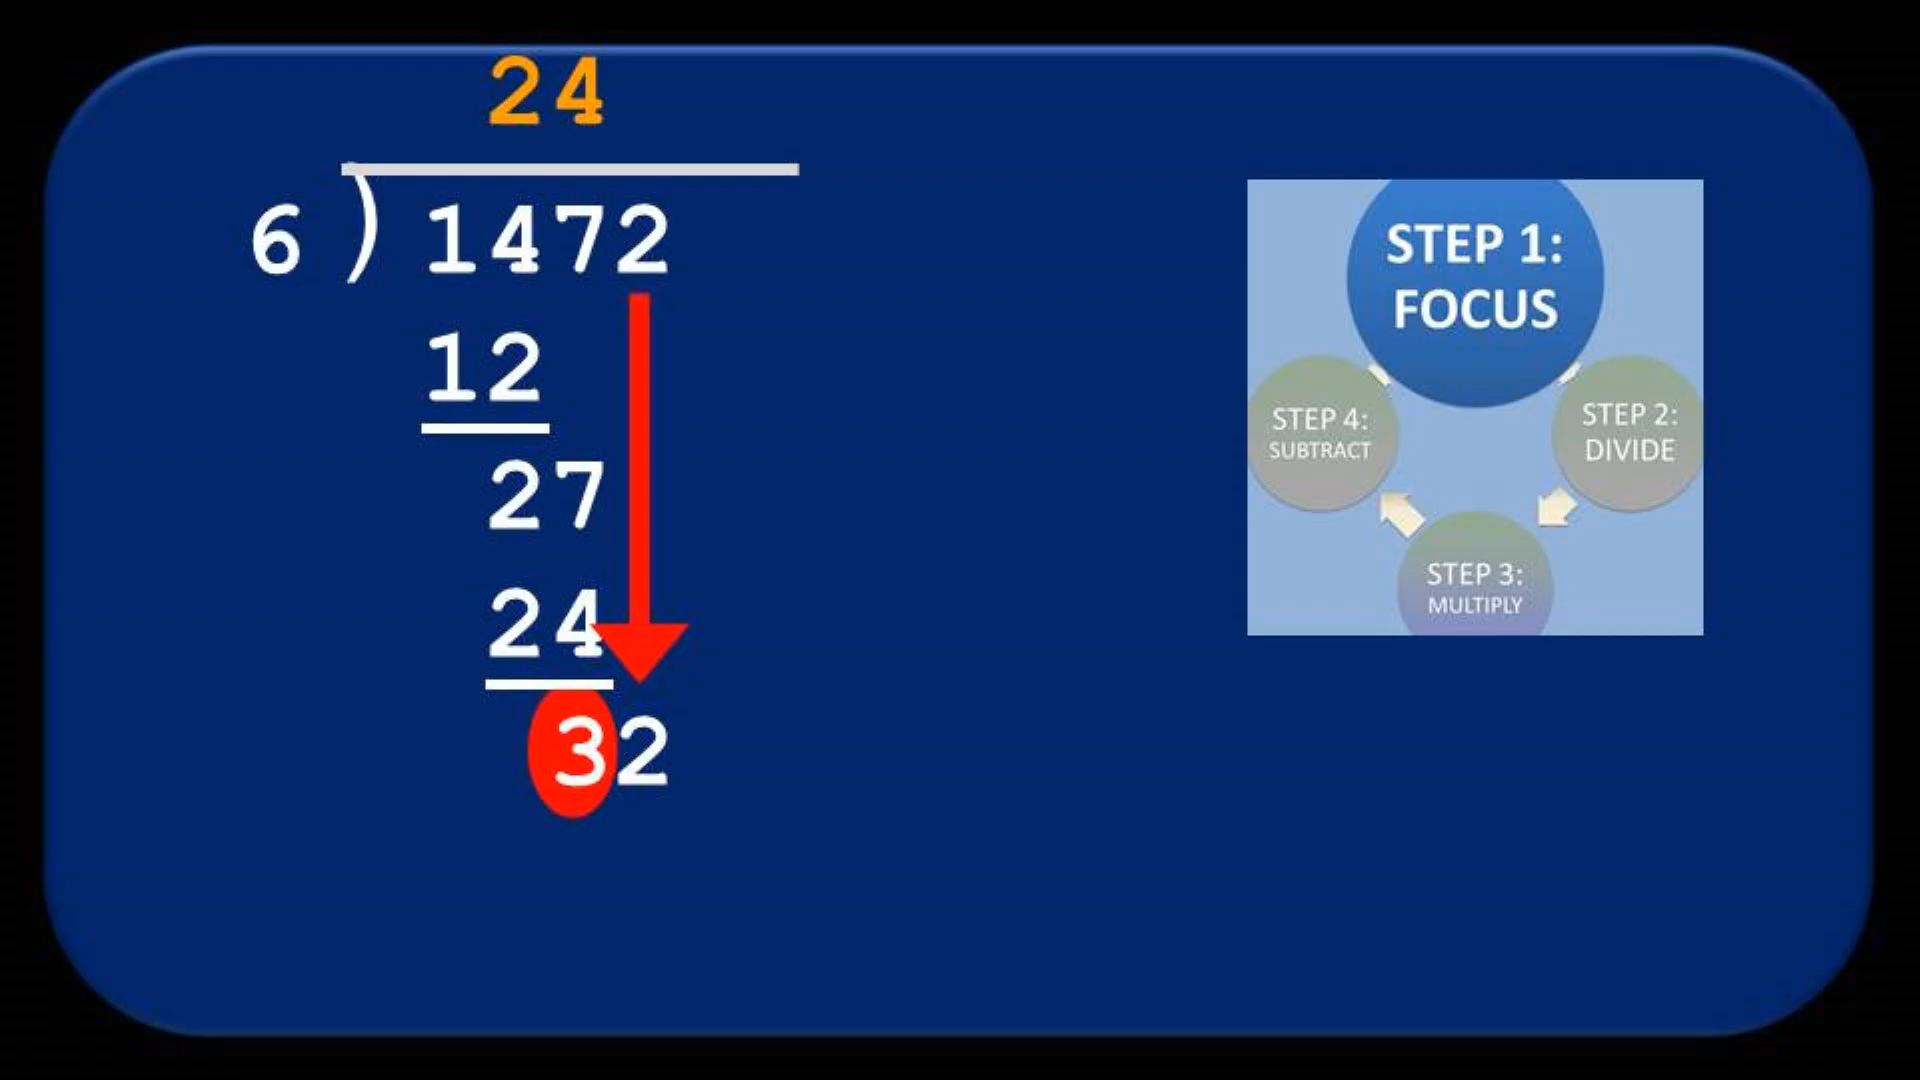 24
6 ) 1472
12
27
24
32
STEP 1:
FOCUS
STEP 2:
DIVIDE
STEP 3:
MULTIPLY
STEP 4:
SUBTRACT